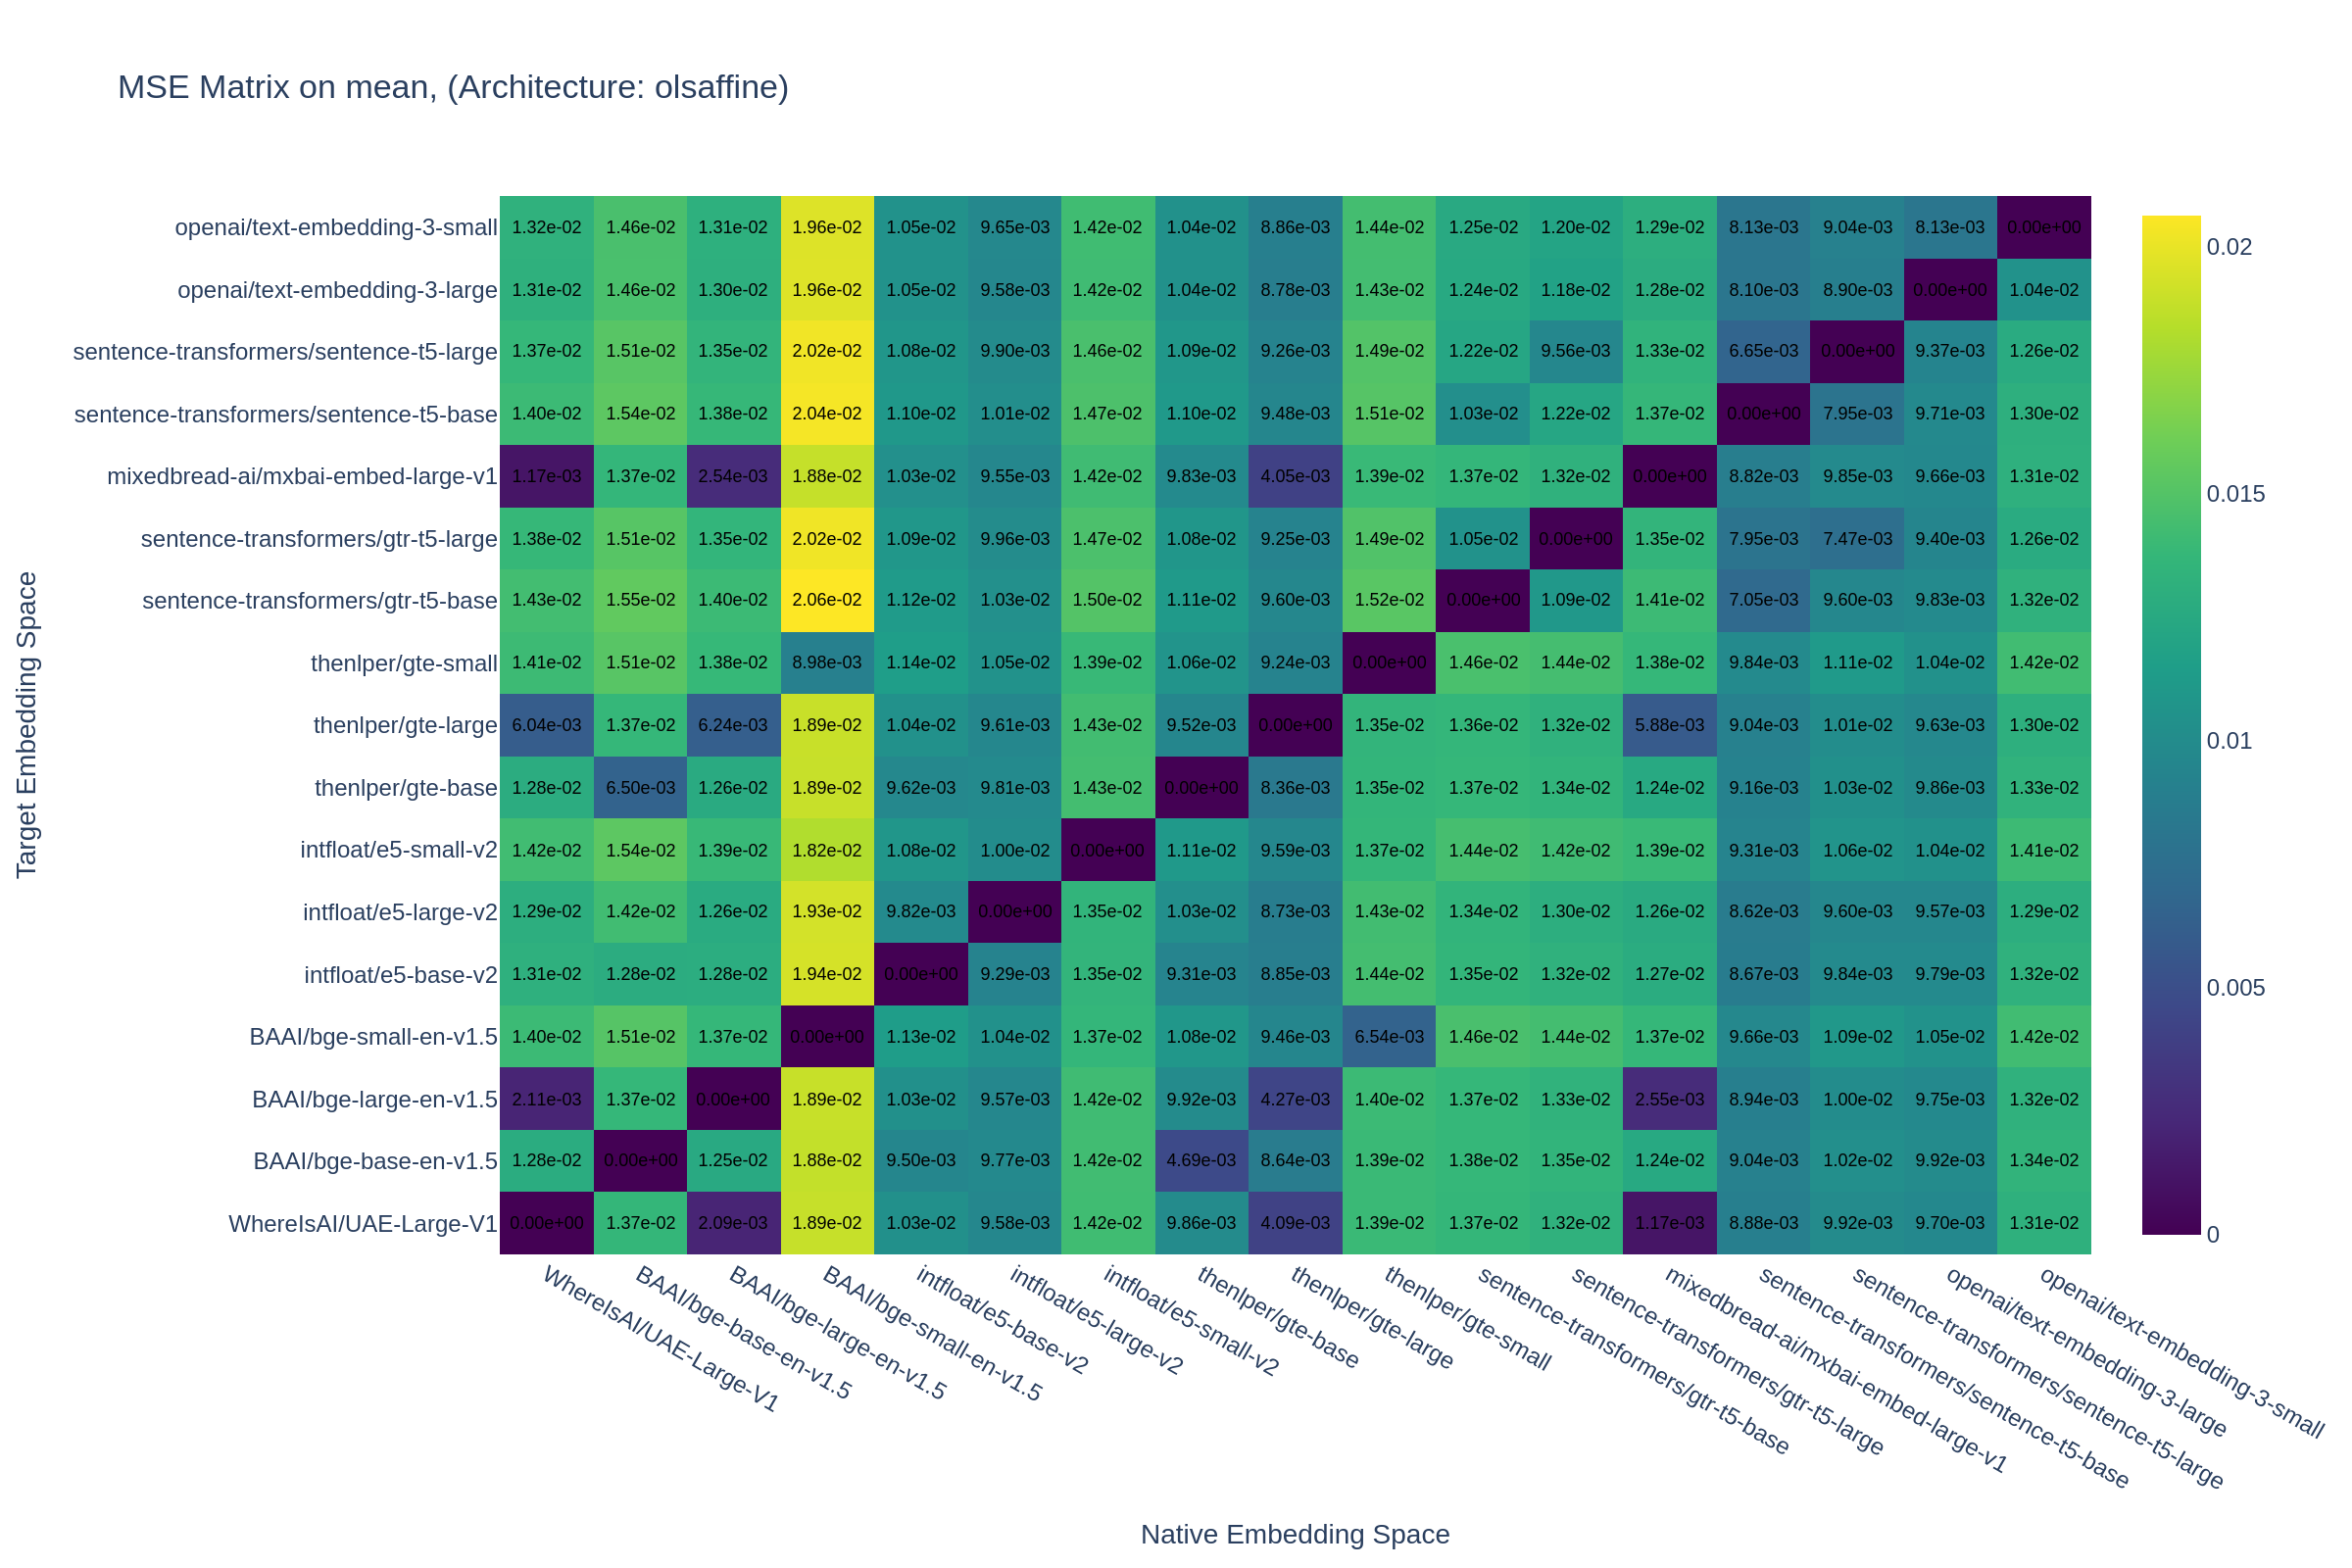 MSE Matrix on mean, (Architecture: olsaffine)
openai/text-embedding-3-small 1.32e-02 1.46e-02 1.31e-02 1.96e-02 1.05e-02 9.65e-03 1.42e-02 1.04e-02 8.86e-03 1.44e-02 1.25e-02 1.20e-02 1.29e-02 8.13e-03 9.04e-03 8.13e-03 0.00e+00
openai/text-embedding-3-large 1.31e-02 1.46e-02 1.30e-02 1.96e-02 1.05e-02 9.58e-03 1.42e-02 1.04e-02 8.78e-03 1.43e-02 1.24e-02 1.18e-02 1.28e-02 8.10e-03 8.90e-03 0.00e+00 1.04e-02
sentence-transformers/sentence-t5-large 1.37e-02 1.51e-02 1.35e-02 2.02e-02 1.08e-02 9.90e-03 1.46e-02 1.09e-02 9.26e-03 1.49e-02 1.22e-02 9.56e-03 1.33e-02 6.65e-03 0.00e+00 9.37e-03 1.26e-02
sentence-transformers/sentence-t5-base 1.40e-02 1.54e-02 1.38e-02 2.04e-02 1.10e-02 1.01e-02 1.47e-02 1.10e-02 9.48e-03 1.51e-02 1.03e-02 1.22e-02 1.37e-02 0.00e+00 7.95e-03 9.71e-03 1.30e-02
mixedbread-ai/mxbai-embed-large-v1 1.17e-03 1.37e-02 2.54e-03 1.88e-02 1.03e-02 9.55e-03 1.42e-02 9.83e-03 4.05e-03 1.39e-02 1.37e-02 1.32e-02 0.00e+00 8.82e-03 9.85e-03 9.66e-03 1.31e-02
sentence-transformers/gtr-t5-large 1.38e-02 1.51e-02 1.35e-02 2.02e-02 1.09e-02 9.96e-03 1.47e-02 1.08e-02 9.25e-03 1.49e-02 1.05e-02 0.00e+00 1.35e-02 7.95e-03 7.47e-03 9.40e-03 1.26e-02
sentence-transformers/gtr-t5-base 1.43e-02 1.55e-02 1.40e-02 2.06e-02 1.12e-02 1.03e-02 1.50e-02 1.11e-02 9.60e-03 1.52e-02 0.00e+00 1.09e-02 1.41e-02 7.05e-03 9.60e-03 9.83e-03 1.32e-02
thenlper/gte-small 1.41e-02 1.51e-02 1.38e-02 8.98e-03 1.14e-02 1.05e-02 1.39e-02 1.06e-02 9.24e-03 0.00e+00 1.46e-02 1.44e-02 1.38e-02 9.84e-03 1.11e-02 1.04e-02 1.42e-02
thenlper/gte-large 6.04e-03 1.37e-02 6.24e-03 1.89e-02 1.04e-02 9.61e-03 1.43e-02 9.52e-03 0.00e+00 1.35e-02 1.36e-02 1.32e-02 5.88e-03 9.04e-03 1.01e-02 9.63e-03 1.30e-02
thenlper/gte-base 1.28e-02 6.50e-03 1.26e-02 1.89e-02 9.62e-03 9.81e-03 1.43e-02 0.00e+00 8.36e-03 1.35e-02 1.37e-02 1.34e-02 1.24e-02 9.16e-03 1.03e-02 9.86e-03 1.33e-02
intfloat/e5-small-v2 1.42e-02 1.54e-02 1.39e-02 1.82e-02 1.08e-02 1.00e-02 0.00e+00 1.11e-02 9.59e-03 1.37e-02 1.44e-02 1.42e-02 1.39e-02 9.31e-03 1.06e-02 1.04e-02 1.41e-02
intfloat/e5-large-v2 1.29e-02 1.42e-02 1.26e-02 1.93e-02 9.82e-03 0.00e+00 1.35e-02 1.03e-02 8.73e-03 1.43e-02 1.34e-02 1.30e-02 1.26e-02 8.62e-03 9.60e-03 9.57e-03 1.29e-02
intfloat/e5-base-v2 1.31e-02 1.28e-02 1.28e-02 1.94e-02 0.00e+00 9.29e-03 1.35e-02 9.31e-03 8.85e-03 1.44e-02 1.35e-02 1.32e-02 1.27e-02 8.67e-03 9.84e-03 9.79e-03 1.32e-02
BAAI/bge-small-en-v1.5 1.40e-02 1.51e-02 1.37e-02 0.00e+00 1.13e-02 1.04e-02 1.37e-02 1.08e-02 9.46e-03 6.54e-03 1.46e-02 1.44e-02 1.37e-02 9.66e-03 1.09e-02 1.05e-02 1.42e-02
BAAI/bge-large-en-v1.5 2.11e-03 1.37e-02 0.00e+00 1.89e-02 1.03e-02 9.57e-03 1.42e-02 9.92e-03 4.27e-03 1.40e-02 1.37e-02 1.33e-02 2.55e-03 8.94e-03 1.00e-02 9.75e-03 1.32e-02
BAAI/bge-base-en-v1.5 1.28e-02 0.00e+00 1.25e-02 1.88e-02 9.50e-03 9.77e-03 1.42e-02 4.69e-03 8.64e-03 1.39e-02 1.38e-02 1.35e-02 1.24e-02 9.04e-03 1.02e-02 9.92e-03 1.34e-02
WhereIsAI/UAE-Large-V1 0.00e+00 1.37e-02 2.09e-03 1.89e-02 1.03e-02 9.58e-03 1.42e-02 9.86e-03 4.09e-03 1.39e-02 1.37e-02 1.32e-02 1.17e-03 8.88e-03 9.92e-03 9.70e-03 1.31e-02
Target Embedding Space
WhereIsAI/UAE-Large-V1
BAAI/bge-base-en-v1.5
BAAI/bge-large-en-v1.5
BAAI/bge-small-en-v1.5
intfloat/e5-base-v2
intfloat/e5-large-v2
intfloat/e5-small-v2
thenlper/gte-base
thenlper/gte-large
thenlper/gte-small
sentence-transformers/gtr-t5-base
sentence-transformers/gtr-t5-large
mixedbread-ai/mxbai-embed-large-v1
sentence-transformers/sentence-t5-base
sentence-transformers/sentence-t5-large
openai/text-embedding-3-large
openai/text-embedding-3-small
Native Embedding Space
0.02
0.015
0.01
0.005
0